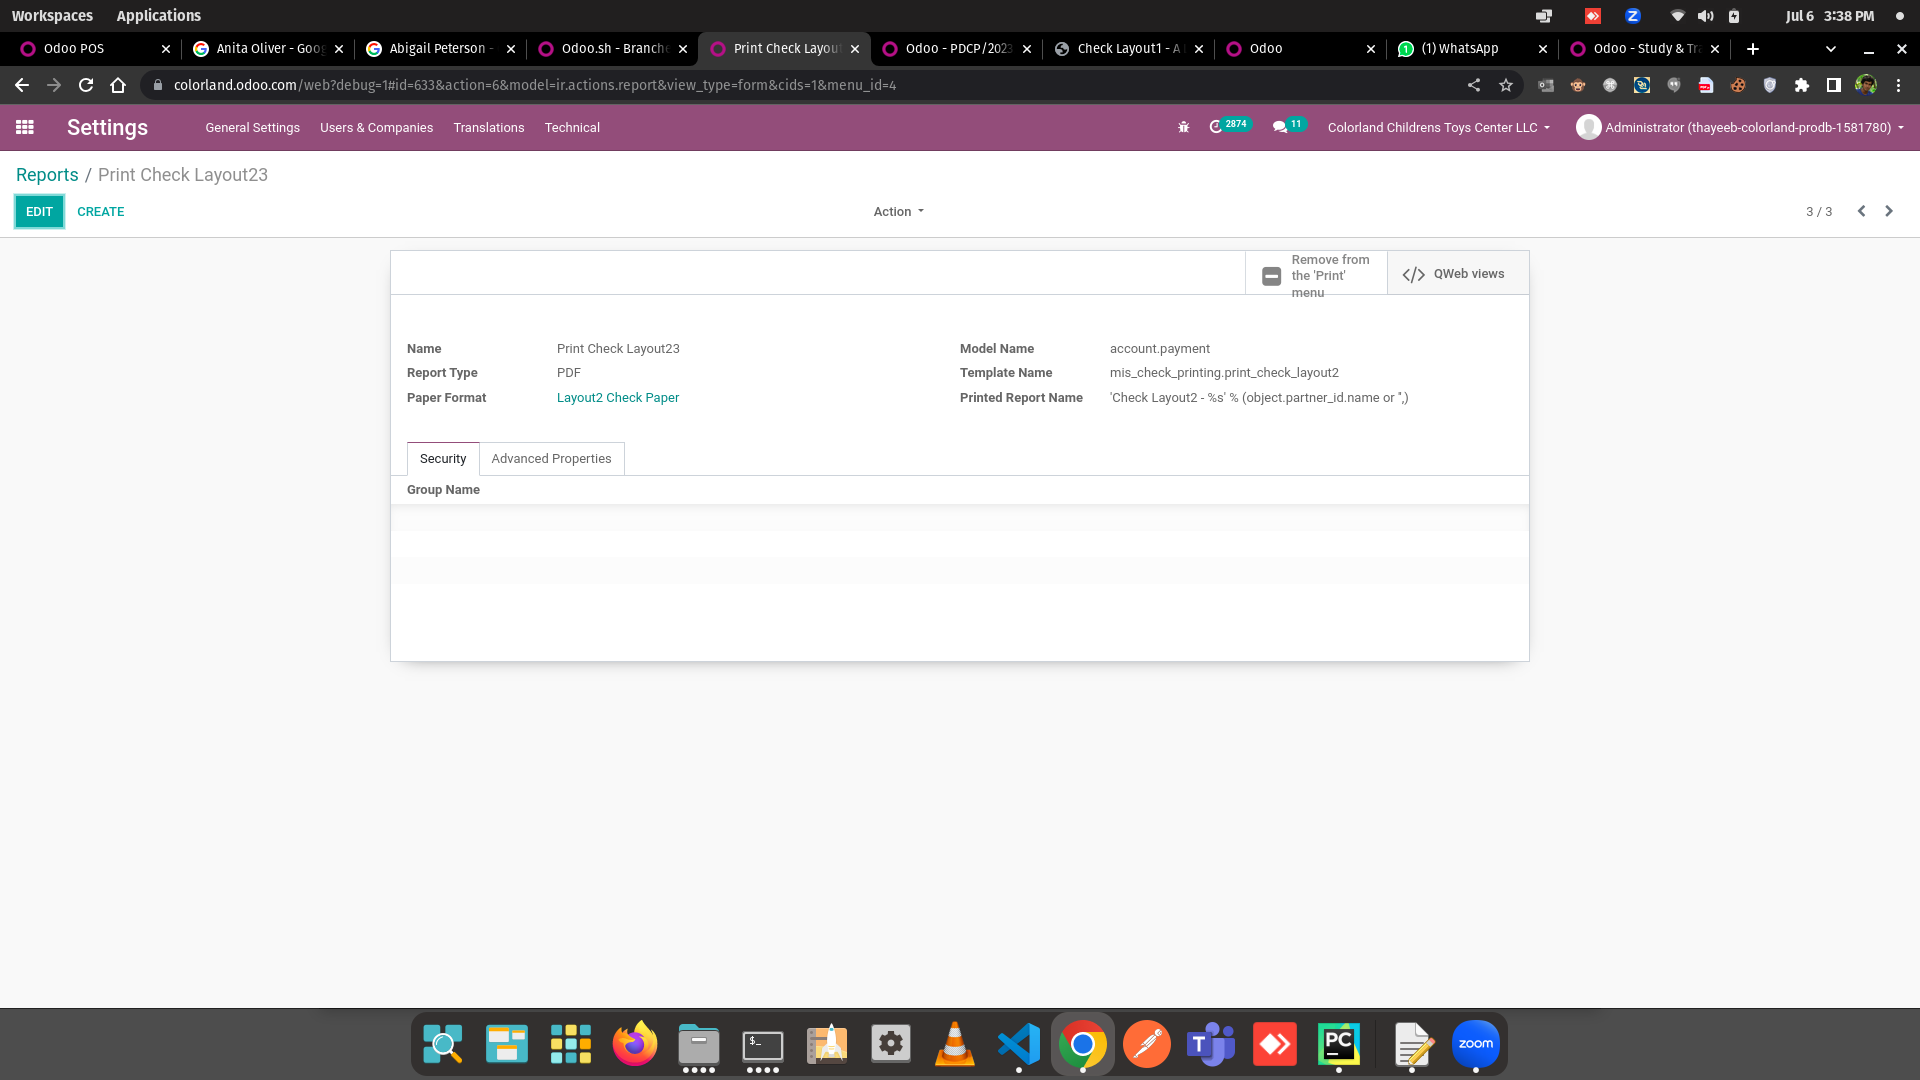 Workspaces Applications Jul 6 3:38 PM
Odoo POS Anita Oliver - Goog Abigail Peterson - Odoo.sh - Branche Print Check Layou Odoo - PDCP/2023 Check Layout1 - A Odoo (1) WhatsApp Odoo - Study & Tr
colorland.odoo.com/web?debug=1#id=633&action=6&model=ir.actions.report&view_type=form&cids=1&menu_id=4
Settings General Settings Users & Companies Translations Technical 2874 11 Colorland Childrens Toys Center LLC Administrator (thayeeb-colorland-prodb-1581780)
Reports / Print Check Layout23
EDIT CREATE Action 3 / 3
Remove from
the 'Print'
menu
QWeb views
Name Print Check Layout23 Model Name account.payment
Report Type PDF Template Name mis_check_printing.print_check_layout2
Paper Format Layout2 Check Paper Printed Report Name 'Check Layout2 - %s' % (object.partner_id.name or '',)
Security Advanced Properties
Group Name
$_ T PC zoom